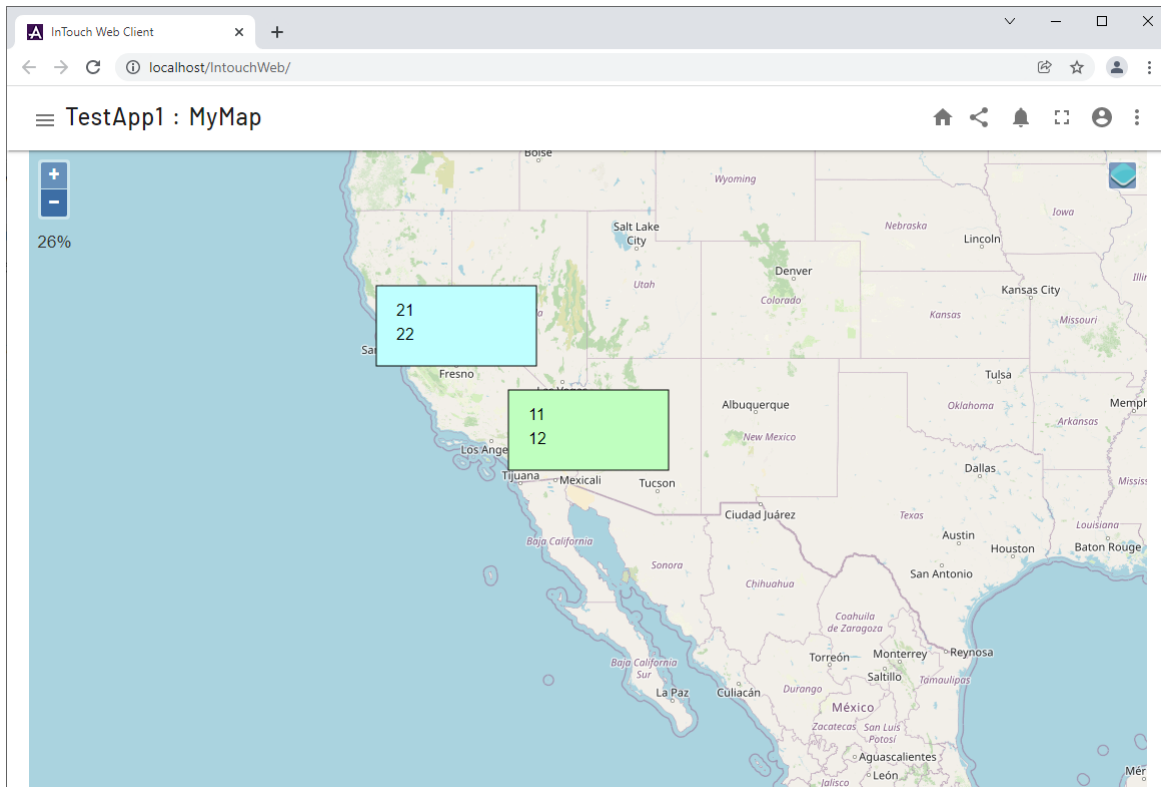 InTouch Web Client
localhost/IntouchWeb/
TestApp1 : MyMap
+
−
26%
Boise
Wyoming
Iowa
Nebraska
Salt Lake
City
Lincoln
Denver
Utah
Colorado
Kansas City
Kansas
Missouri
21
22
Fresno
Tulsa
Albuquerque
Oklahoma
Memph
Arkansas
11
12
New Mexico
Los Ange
Dallas
Tijuana
Mexicali
Tucson
Mississ
Ciudad Juárez
Texas
Louisiana
Austin
Houston
Baton Rouge
Baja California
Sonora
San Antonio
Chihuahua
Coahuila
de Zaragoza
Torreón
Monterrey
Reynosa
Baja California
Sur
Saltillo
Tamaulipas
La Paz
Culiacán
Durango
México
Zacatecas
San Luis
Potosí
Aguascalientes
León
Jalisco
Mér